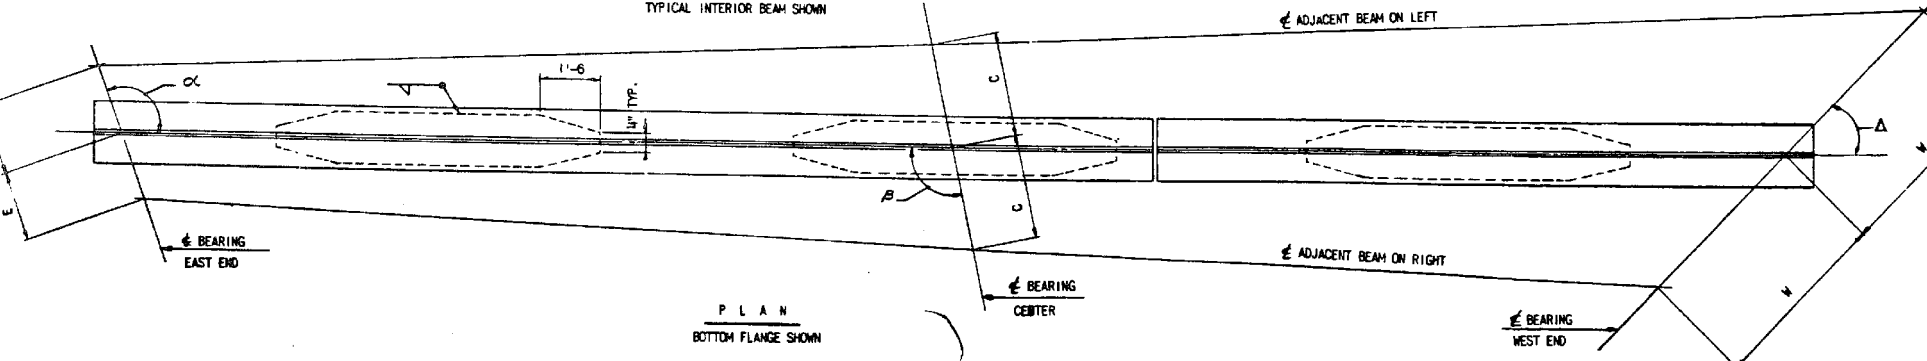 TYPICAL INTERIOR BEAM SHOWN
℄ ADJACENT BEAM ON LEFT
1'-6
α
4" TYP.
C
Δ
W
β
C
E
℄ BEARING
EAST END
℄ ADJACENT BEAM ON RIGHT
℄ BEARING
CENTER
W
P L A N
BOTTOM FLANGE SHOWN
℄ BEARING
WEST END